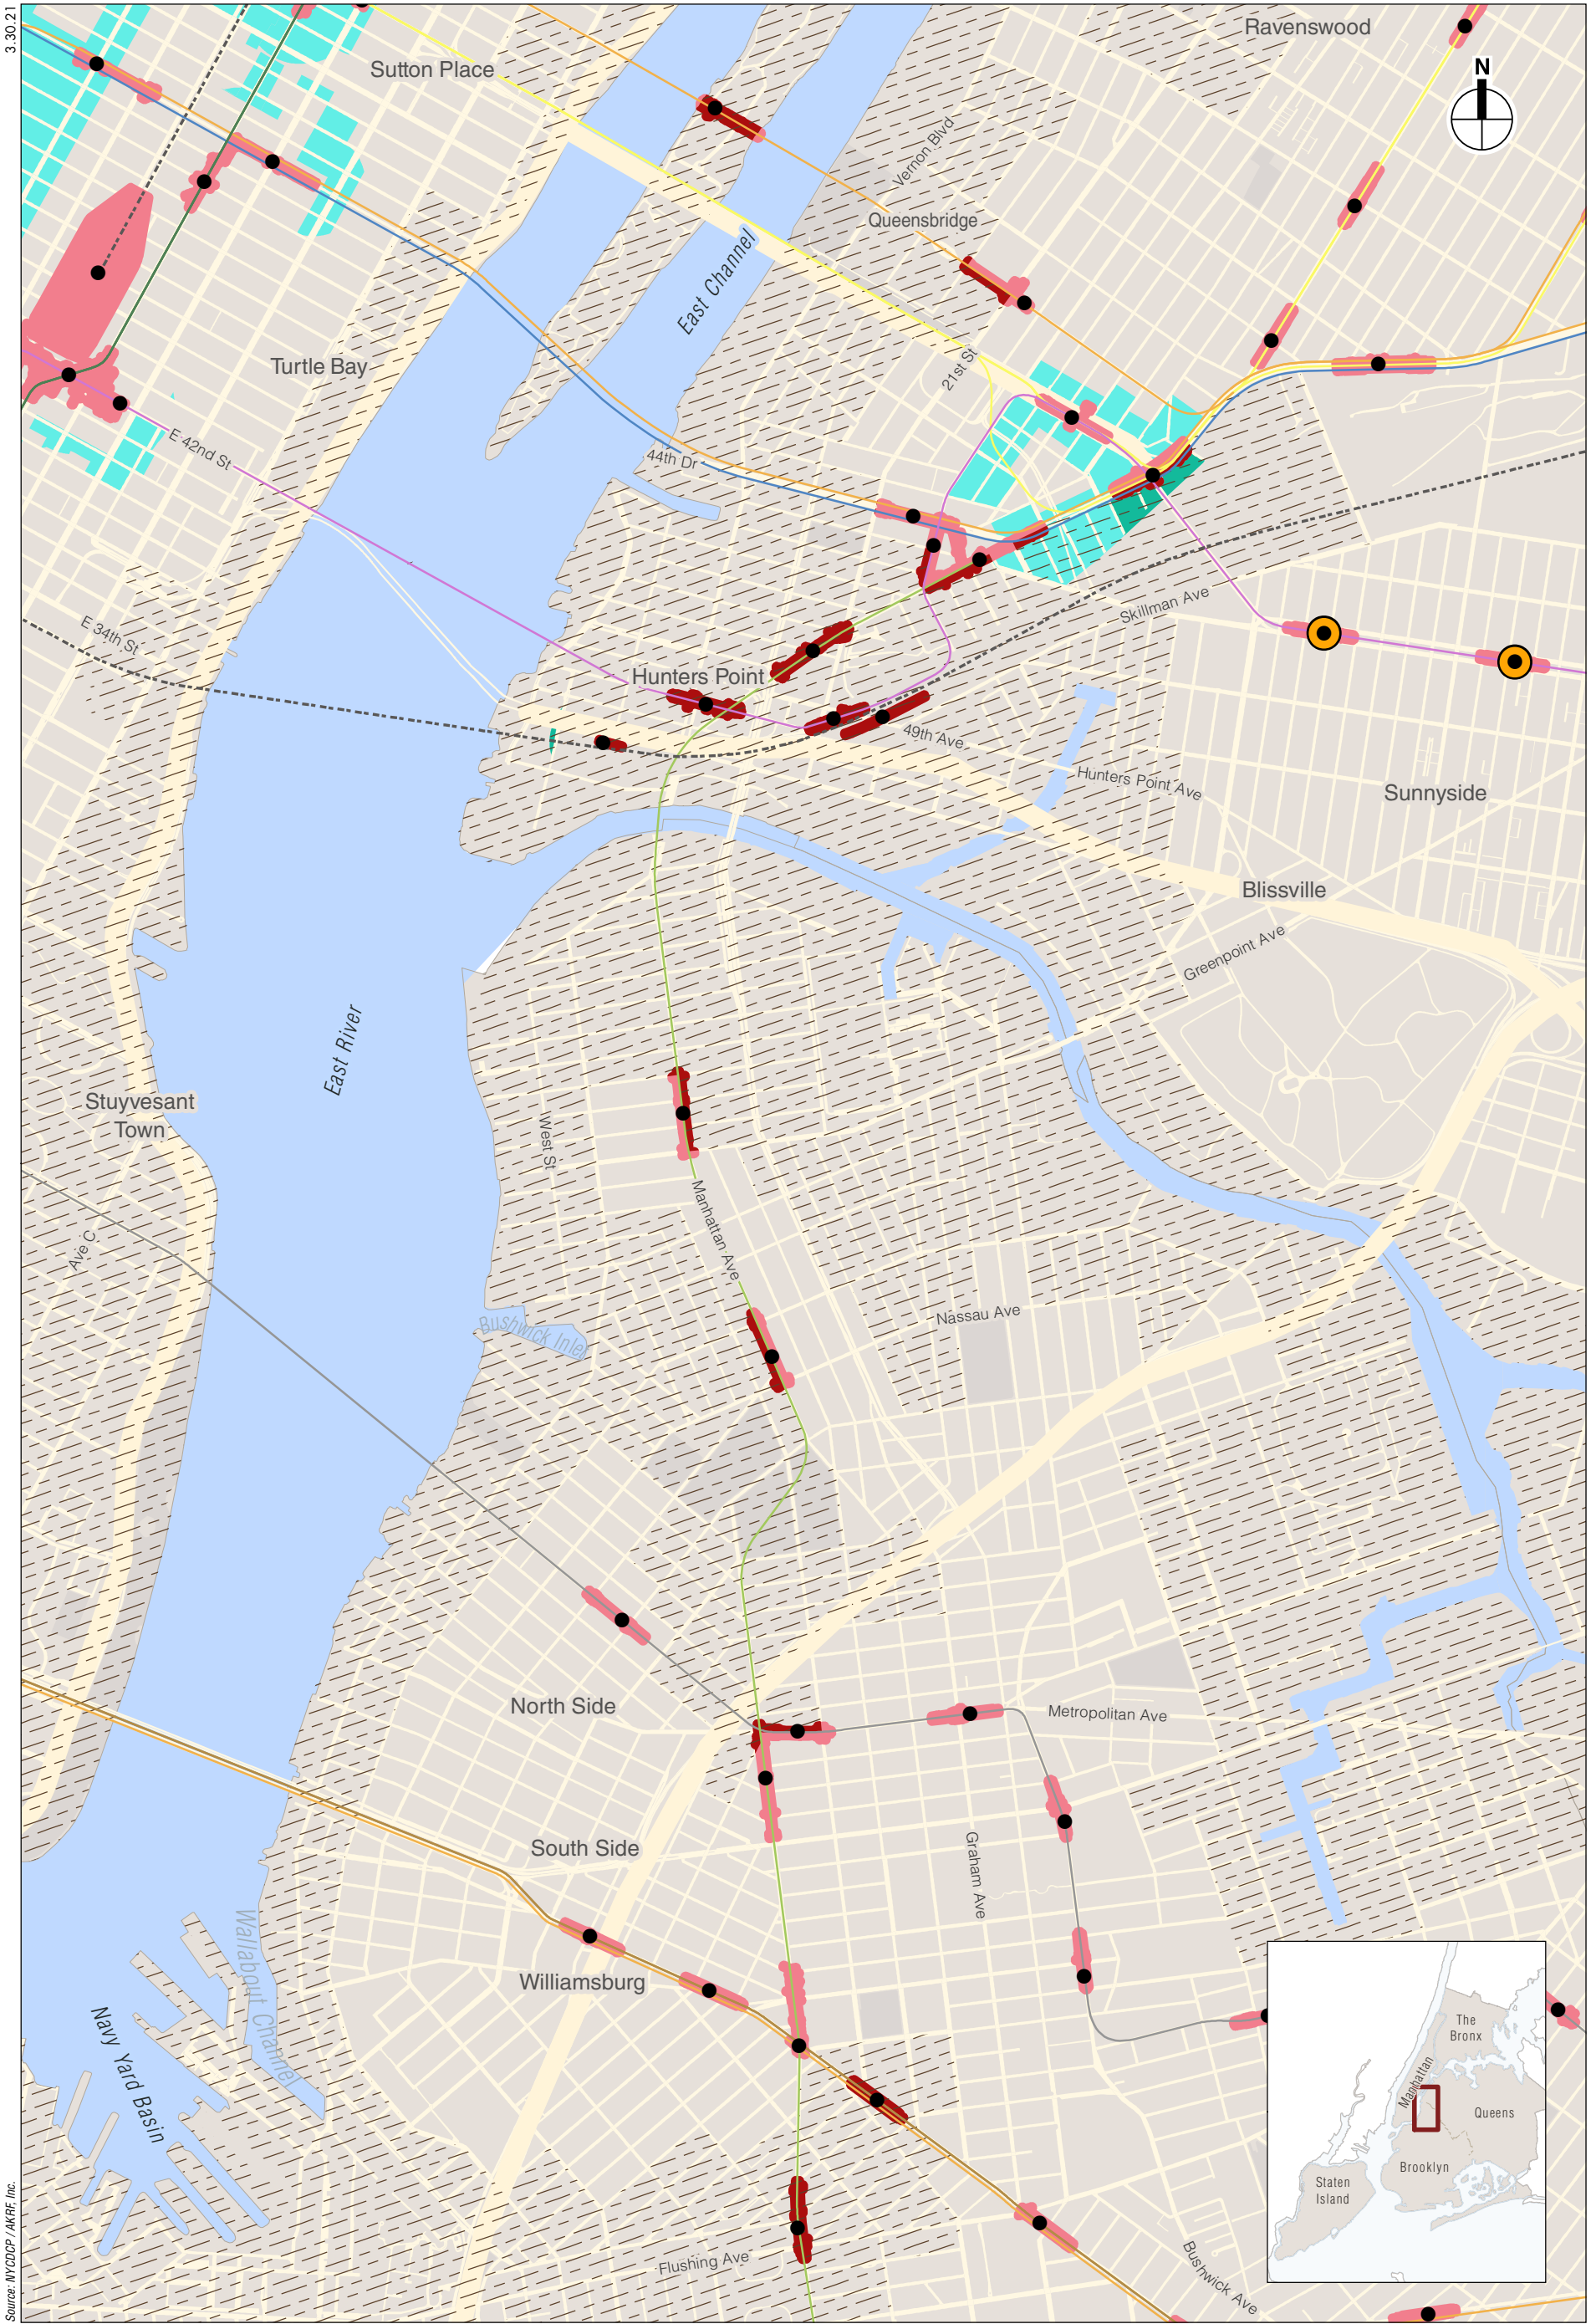 3.30.21
Ravenswood
N
Sutton Place
Vernon Blvd
Queensbridge
East Channel
Turtle Bay
21st St
E 42nd St
44th Dr
Skillman Ave
E 34th St
Hunters Point
49th Ave
Hunters Point Ave
Sunnyside
Blissville
Greenpoint Ave
East River
Stuyvesant
Town
West St
Manhattan Ave
Ave C
Nassau Ave
Bushwick Inlet
North Side
Metropolitan Ave
South Side
Graham Ave
Williamsburg
Wallabout Channel
Navy Yard Basin
The
Bronx
Manhattan
Queens
Brooklyn
Staten
Island
Flushing Ave
Bushwick Ave
Source: NYCDCP / AKRF, Inc.